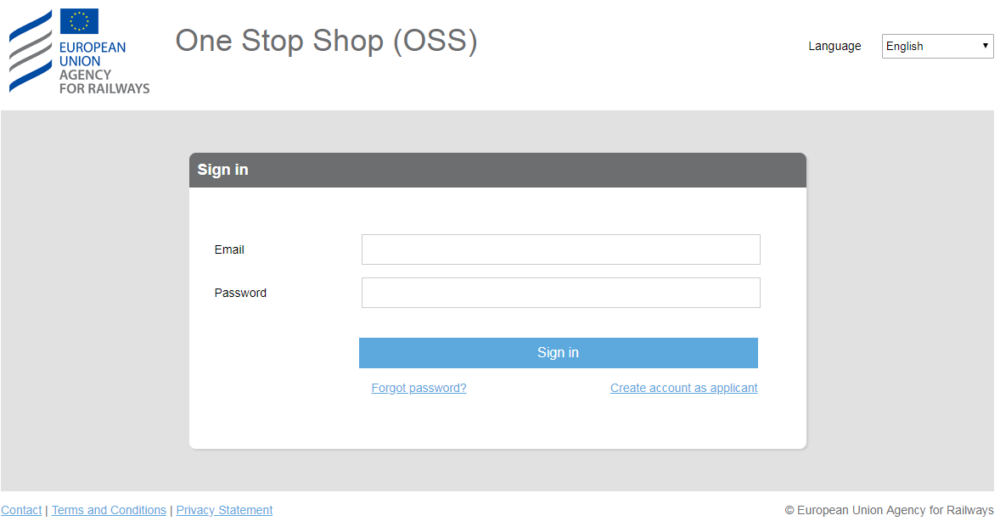 EUROPEAN
UNION
AGENCY
FOR RAILWAYS
One Stop Shop (OSS)
Language
English
Sign in
Email
Password
Sign in
Forgot password? Create account as applicant
Contact | Terms and Conditions | Privacy Statement
© European Union Agency for Railways